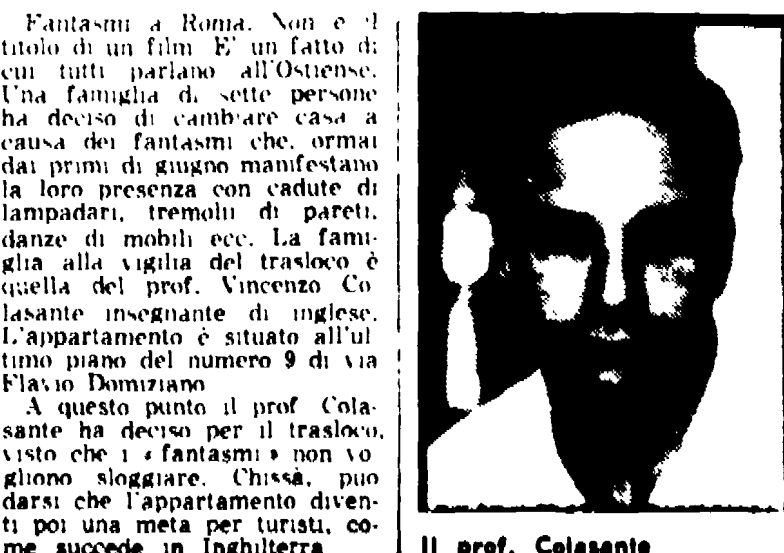 Fantasmi a Roma. Non è il
titolo di un film E' un fatto di
cui tutti parlano all'Ostiense.
Una famiglia di sette persone
ha deciso di cambiare casa a
causa dei fantasmi che, ormai
dai primi di giugno manifestano
la loro presenza con cadute di
lampadari, tremolii di pareti,
danze di mobili ecc. La fami-
glia alla vigilia del trasloco è
quella del prof. Vincenzo Co
lasante insegnante di inglese.
L'appartamento è situato all'ul
timo piano del numero 9 di via
Flavio Domiziano
A questo punto il prof Cola-
sante ha deciso per il trasloco,
visto che i « fantasmi » non vo
gliono sloggiare. Chissà, può
darsi che l'appartamento diven-
ti poi una meta per turisti, co-
me succede in Inghilterra
Il prof. Colasante